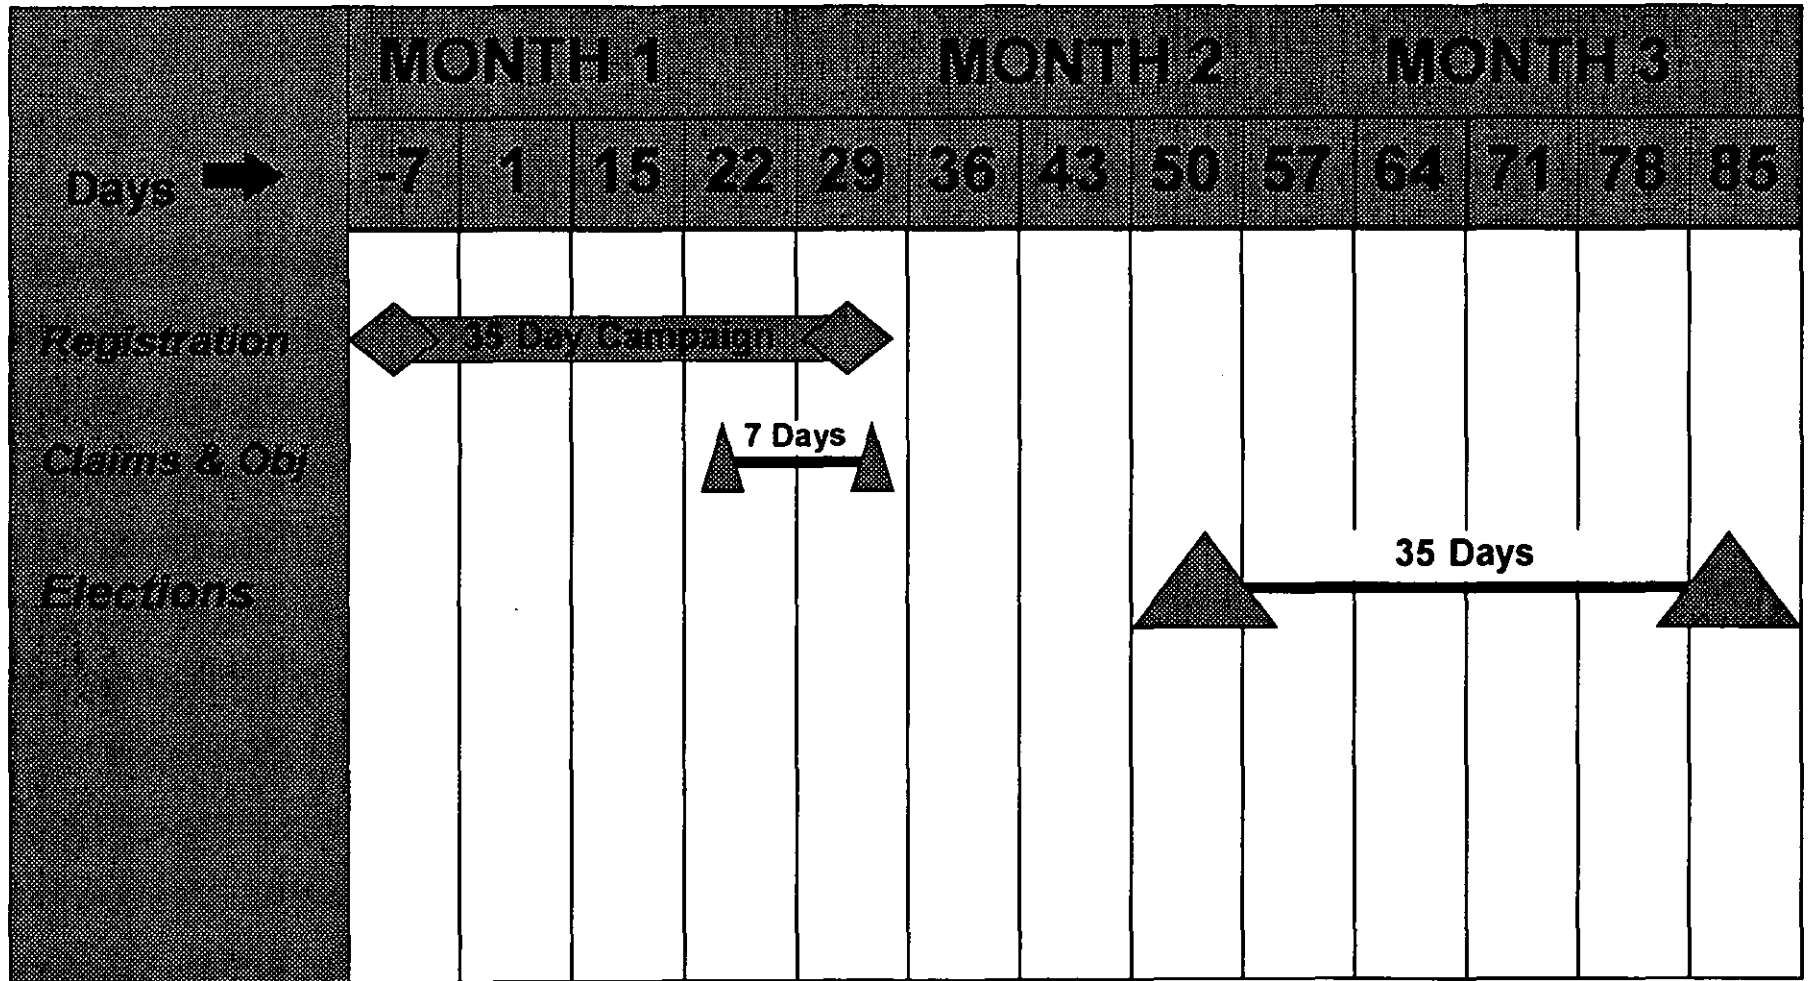 MONTH 1 MONTH 2 MONTH 3
Days -7 1 15 22 29 36 43 50 57 64 71 78 85
Registration 35 Day Campaign
Claims & Obj 7 Days
Elections 35 Days